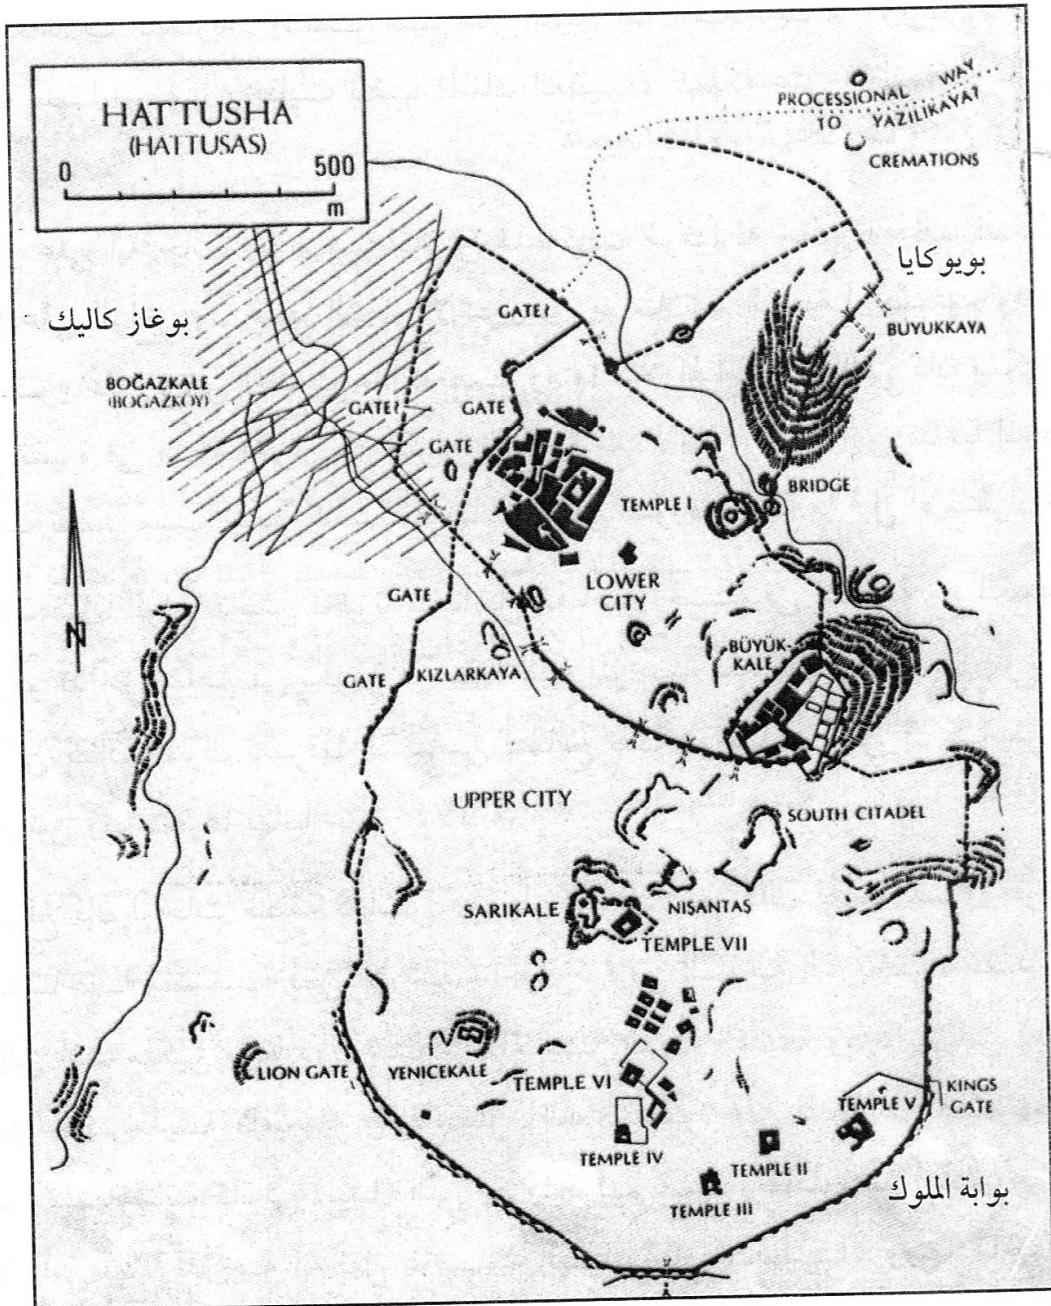 HATTUSHA
(HATTUSAS)
0 500
m
PROCESSIONAL WAY
TO YAZILIKAYA?
CREMATIONS
بويوكايا
BÜYÜKKAYA
بوغاز كاليك
BOĞAZKALE
(BOĞAZKÖY)
GATE?
GATE?
GATE
GATE
TEMPLE I
BRIDGE
LOWER
CITY
GATE
N
BÜYÜK-
KALE
GATE
KIZLARKAYA
UPPER CITY
SOUTH CITADEL
SARIKALE
NIŞANTAŞ
TEMPLE VII
LION GATE
YENICEKALE
TEMPLE VI
TEMPLE V
KINGS
GATE
TEMPLE IV
TEMPLE II
TEMPLE III
بوابة الملوك